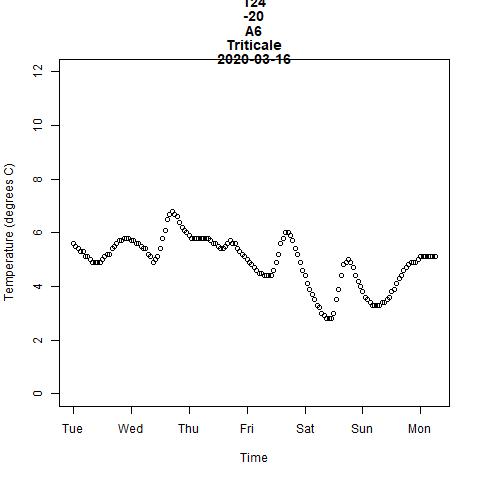 124
-20
A6
Triticale
2020-03-16
Temperature (degrees C)
12
10
8
6
4
2
0
Tue Wed Thu Fri Sat Sun Mon
Time